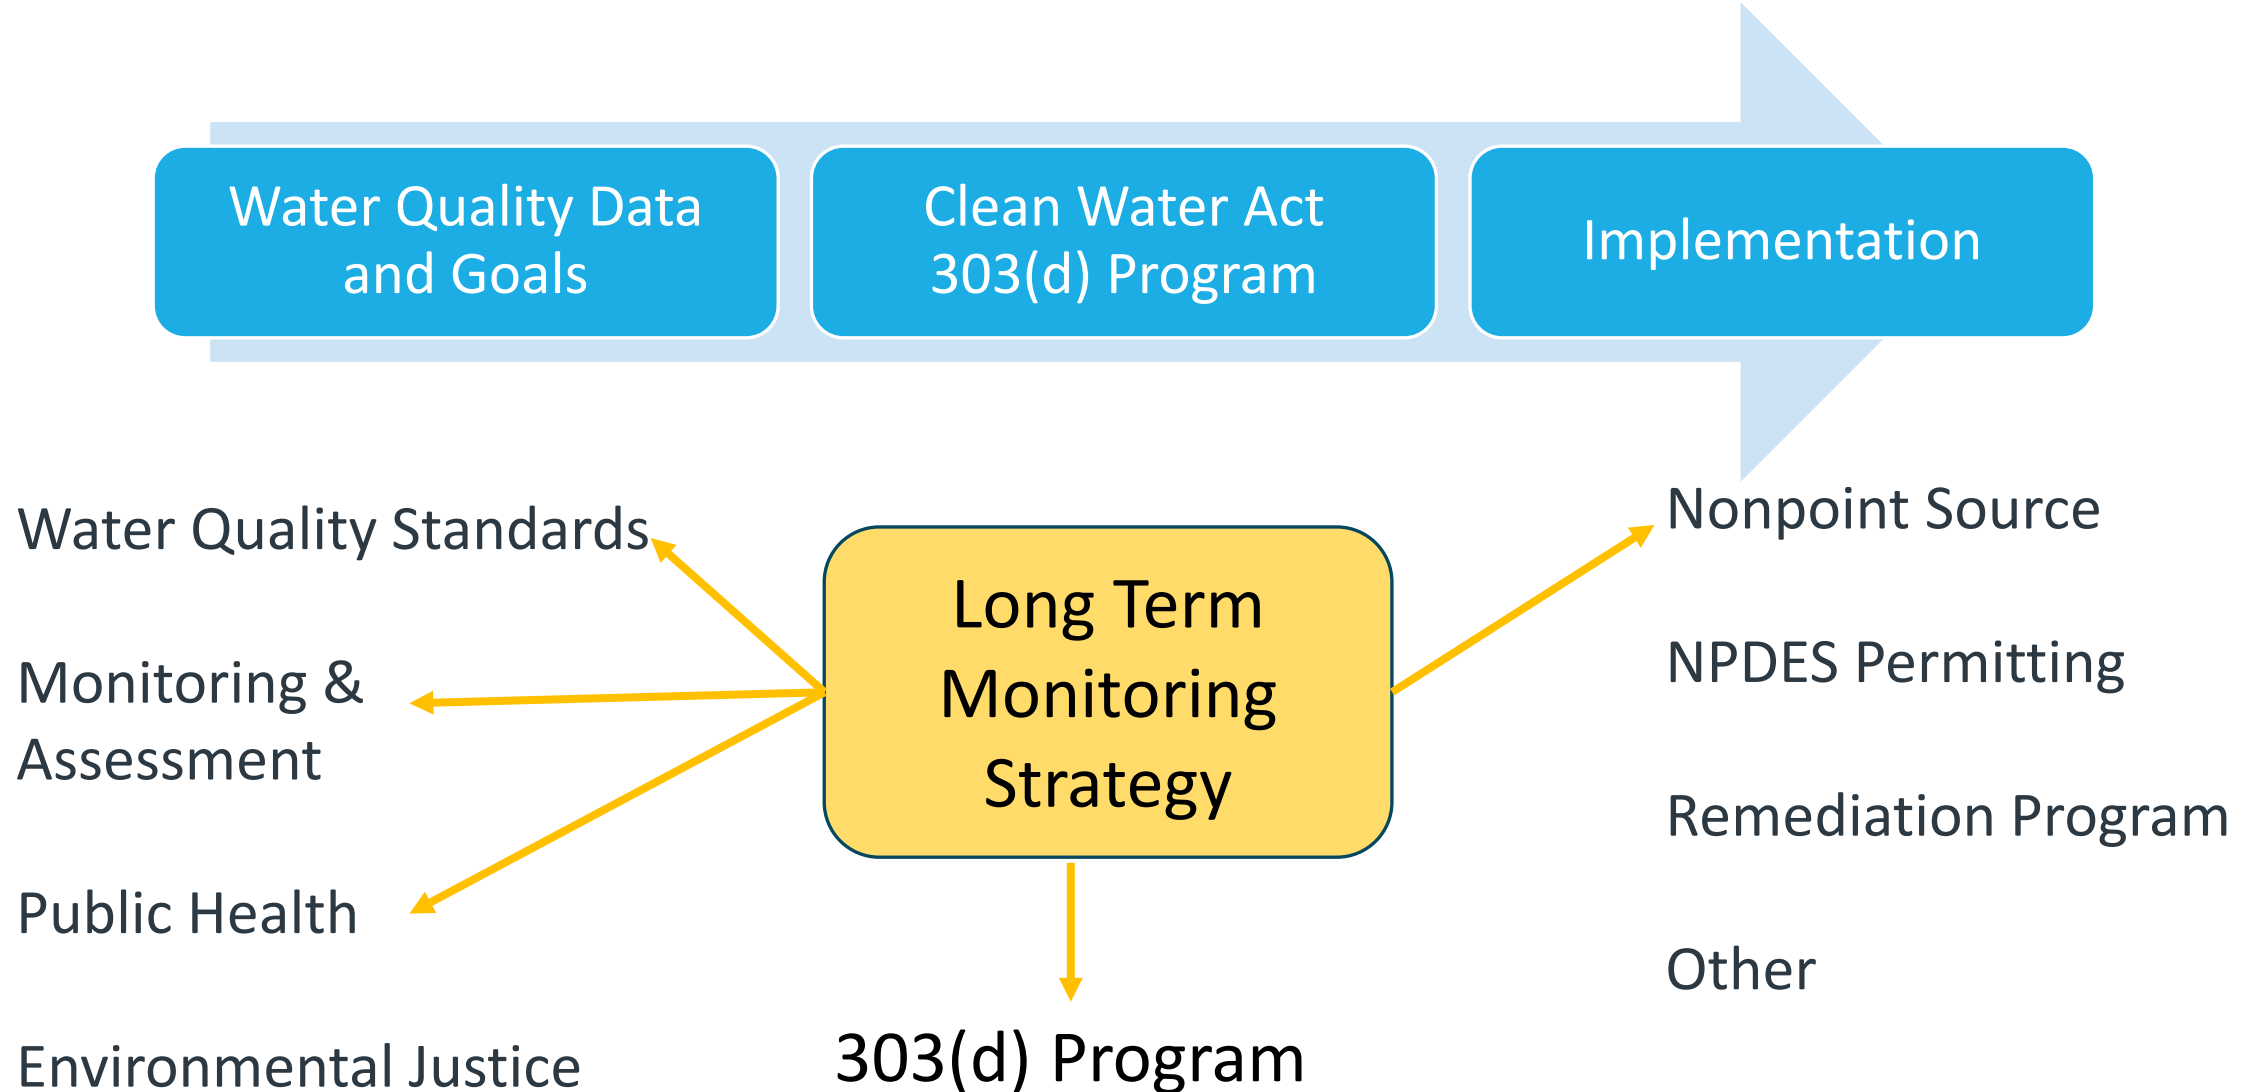 Water Quality Data
and Goals
Clean Water Act
303(d) Program
Implementation
Water Quality Standards
Monitoring &
Assessment
Public Health
Environmental Justice
Long Term
Monitoring
Strategy
303(d) Program
Nonpoint Source
NPDES Permitting
Remediation Program
Other